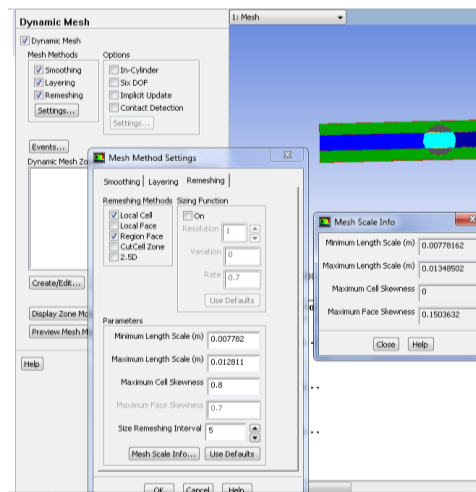 Dynamic Mesh
1: Mesh
Dynamic Mesh
Mesh Methods
Options
Smoothing
In-Cylinder
Layering
Six DOF
Remeshing
Implicit Update
Contact Detection
Settings...
Settings...
Events...
Dynamic Mesh Zo
Create/Edit...
Display Zone Mo
Preview Mesh M
Help
Mesh Method Settings
Smoothing
Layering
Remeshing
Remeshing Methods
Sizing Function
Local Cell
On
Local Face
Resolution
1
Region Face
CutCell Zone
Variation
0
2.5D
Rate
0.7
Use Defaults
Parameters
Minimum Length Scale (m)
0.007782
Maximum Length Scale (m)
0.012811
Maximum Cell Skewness
0.8
Maximum Face Skewness
0.7
Size Remeshing Interval
5
Mesh Scale Info...
Use Defaults
OK
Cancel
Help
Mesh Scale Info
Minimum Length Scale (m)
0.00778162
Maximum Length Scale (m)
0.01348502
Maximum Cell Skewness
0
Maximum Face Skewness
0.1503632
Close
Help